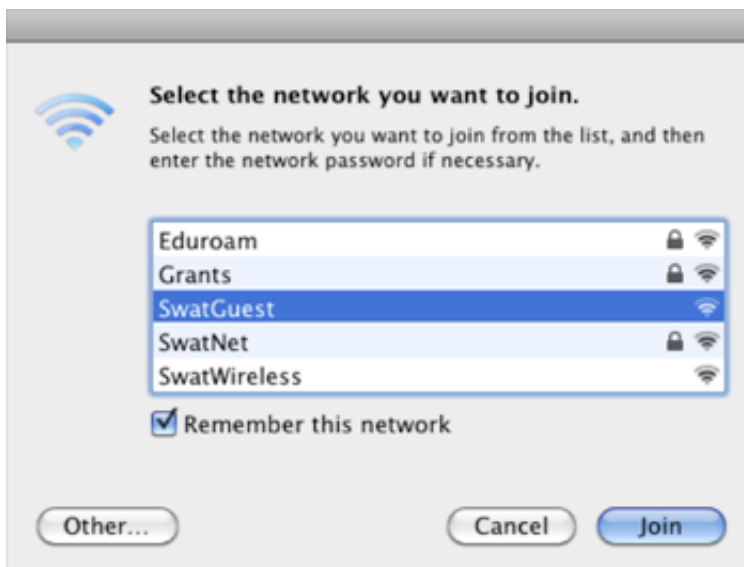 Select the network you want to join.
Select the network you want to join from the list, and then
enter the network password if necessary.
Eduroam
Grants
SwatGuest
SwatNet
SwatWireless
Remember this network
Other...
Cancel
Join